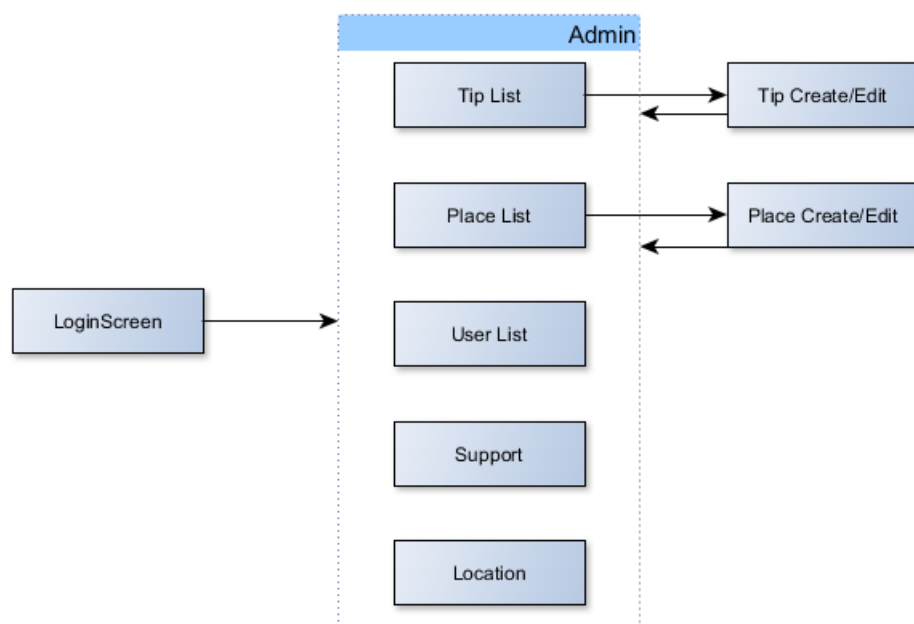 Admin
Tip List
Tip Create/Edit
Place List
Place Create/Edit
LoginScreen
User List
Support
Location